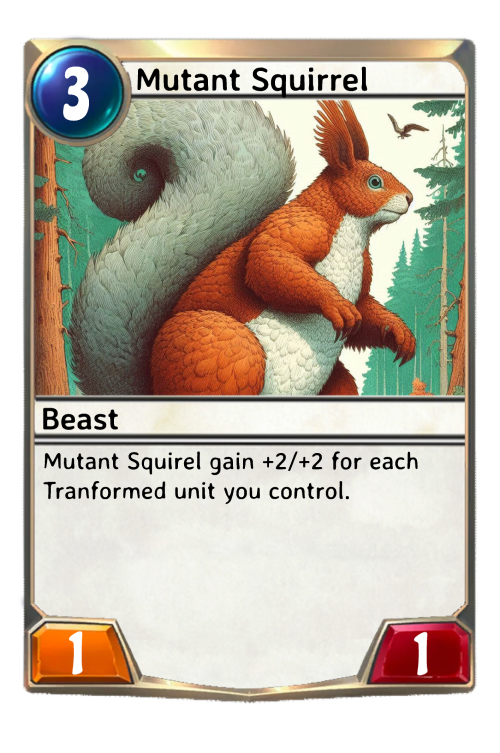 3
Mutant Squirrel
Beast
Mutant Squirel gain +2/+2 for each
Tranformed unit you control.
1
1